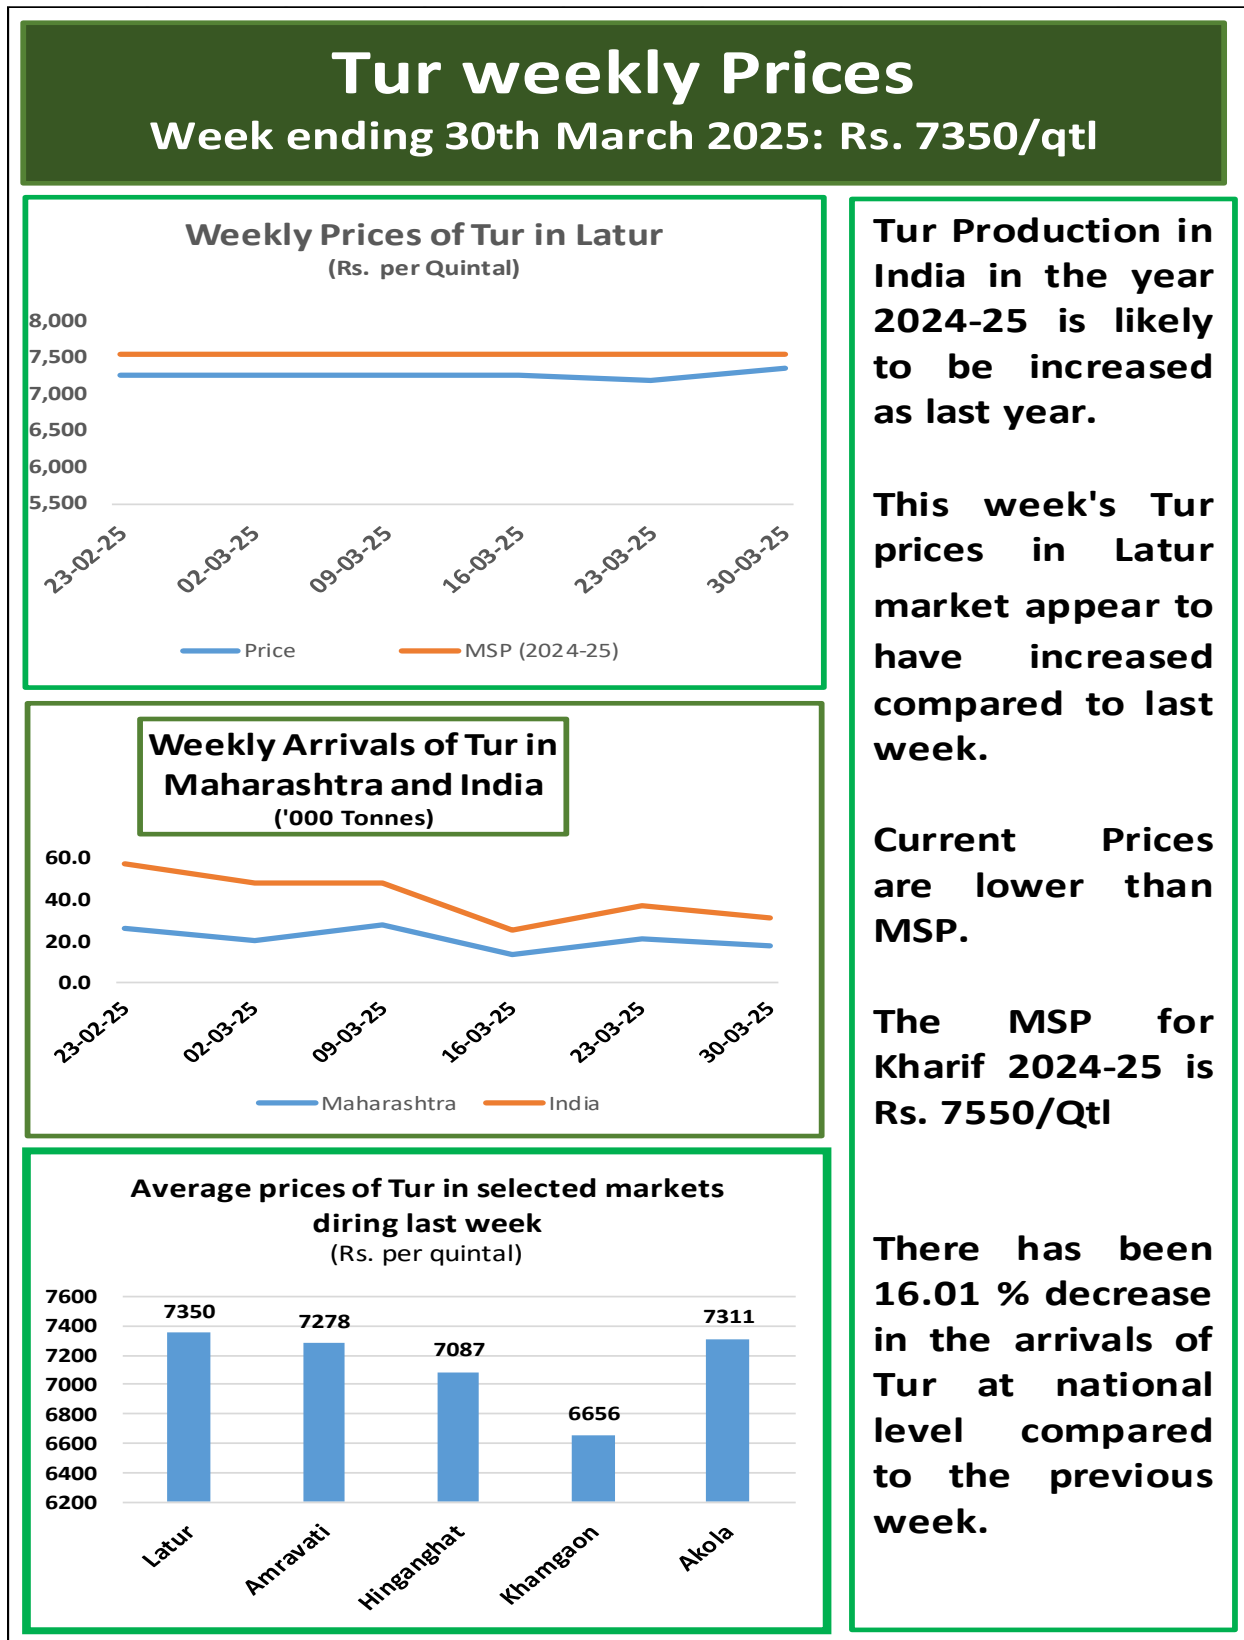 Tur weekly Prices
Week ending 30th March 2025: Rs. 7350/qtl
Weekly Prices of Tur in Latur
(Rs. per Quintal)
8,000
7,500
7,000
6,500
6,000
5,500
23-02-25
02-03-25
09-03-25
16-03-25
23-03-25
30-03-25
Price
MSP (2024-25)
Weekly Arrivals of Tur in
Maharashtra and India
('000 Tonnes)
60.0
40.0
20.0
0.0
23-02-25
02-03-25
09-03-25
16-03-25
23-03-25
30-03-25
Maharashtra
India
Average prices of Tur in selected markets
diring last week
(Rs. per quintal)
7600
7400
7200
7000
6800
6600
6400
6200
7350
7278
7087
6656
7311
Latur
Amravati
Hinganghat
Khamgaon
Akola
Tur Production in
India in the year
2024-25 is likely
to be increased
as last year.
This week's Tur
prices in Latur
market appear to
have increased
compared to last
week.
Current Prices
are lower than
MSP.
The MSP for
Kharif 2024-25 is
Rs. 7550/Qtl
There has been
16.01 % decrease
in the arrivals of
Tur at national
level compared
to the previous
week.